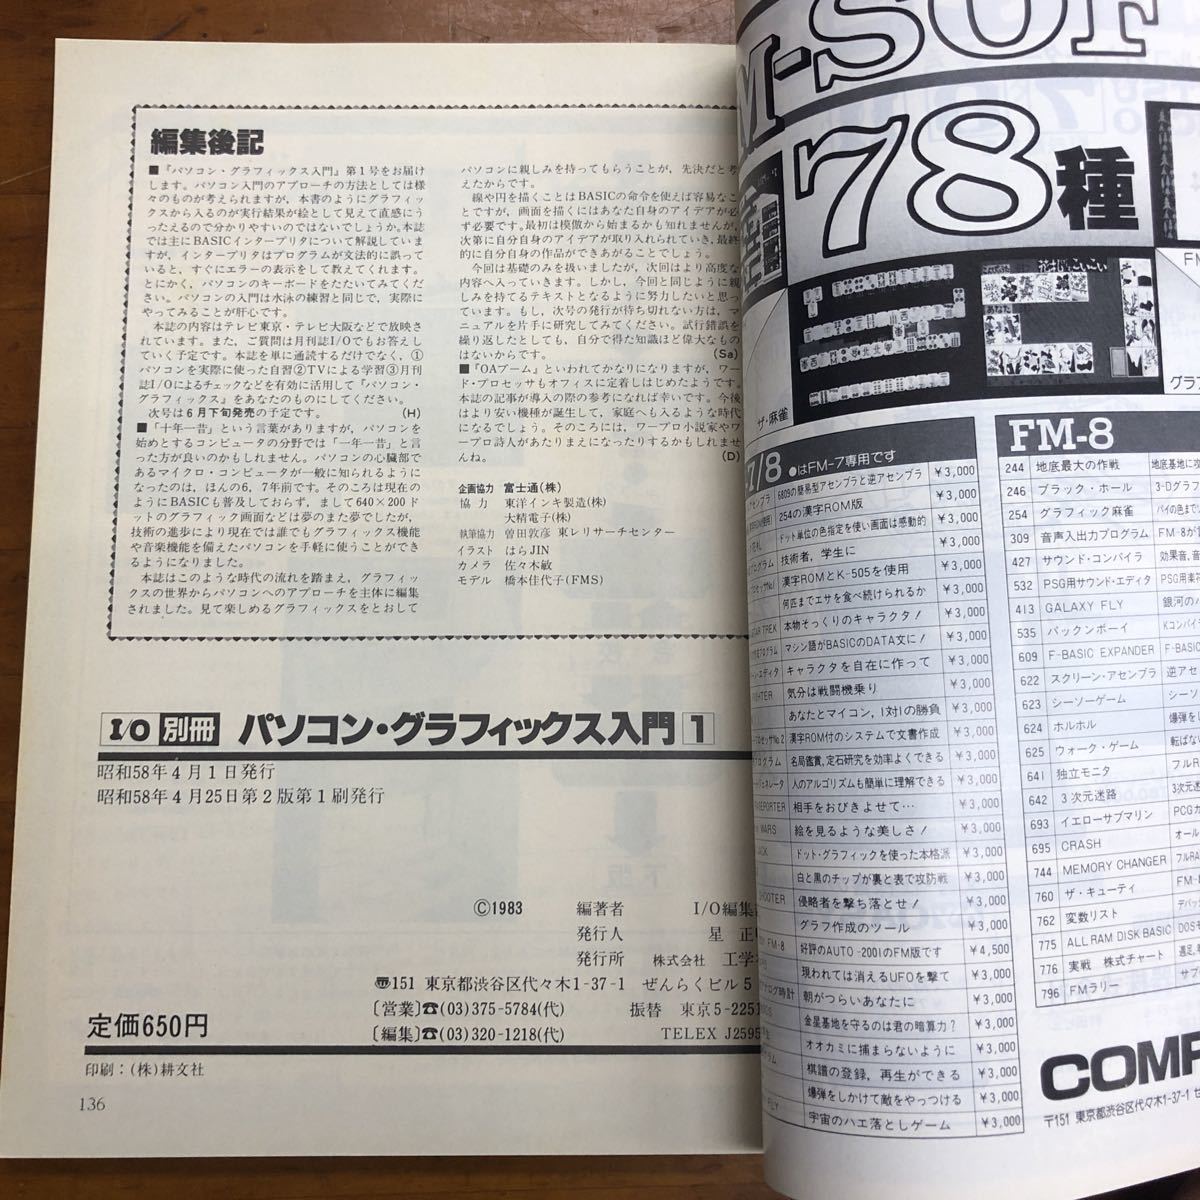 編集後記
■『パソコン・グラフィックス入門』第1号をお届け
します。パソコン入門のアプローチの方法としては様
々のものが考えられますが、本書のようにグラフィッ
クスから入るのが実行結果が絵として見えて直感にう
ったえるので分かりやすいのではないでしょうか。本誌
では主にBASICインタープリタについて解説していま
すが、インタープリタはプログラムが文法的に誤って
いると、すぐにエラーの表示をして教えてくれます。
とにかく、パソコンのキーボードをたたいてみてくだ
さい。パソコンの入門は水泳の練習と同じで、実際に
やってみることが肝心です。
本誌の内容はテレビ東京・テレビ大阪などで放映さ
れています。また、ご質問は月刊誌I/Oでもお答えし
ていく予定です。本誌を単に通読するだけでなく、①
パソコンを実際に使った自習②TVによる学習③月刊
誌I/Oによるチェックなどを有効に活用して『パソコン・
グラフィックス』をあなたのものにしてください。
次号は6月下旬発売の予定です。 (H)
■「十年一昔」という言葉がありますが、パソコンを
始めとするコンピュータの分野では「一年一昔」と言
った方が良いのかもしれません。パソコンの心臓部で
あるマイクロ・コンピュータが一般に知られるように
なったのは、ほんの6,7年前です。そのころは現在の
ようにBASICも普及しておらず、まして640×200ド
ットのグラフィック画面などは夢のまた夢でしたが、
技術の進歩により現在では誰でもグラフィックス機能
や音楽機能を備えたパソコンを手軽に使うことができ
るようになりました。
本誌はこのような時代の流れを踏まえ、グラフィッ
クスの世界からパソコンへのアプローチを主体に編集
されました。見て楽しめるグラフィックスをとおして
パソコンに親しみを持ってもらうことが、先決だと考
えたからです。
線や円を描くことはBASICの命令を使えば容易なこ
とですが、画面を描くにはあなた自身のアイデアが必
ず必要です。最初は模倣から始まるかも知れませんが、
次第に自分自身のアイデアが取り入れられていき、最終
的に自分自身の作品ができあがることでしょう。
今回は基礎のみを扱いましたが、次回はより高度な
内容へ入っていきます。しかし、今回と同じように親
しみを持てるテキストとなるように努力したいと思っ
ています。もし、次号の発行が待ち切れない方は、マ
ニュアルを片手に研究してみてください。試行錯誤を
繰り返したとしても、自分で得た知識ほど偉大なもの
はないからです。 (Sa)
■「OAブーム」といわれてかなりになりますが、ワー
ド・プロセッサもオフィスに定着しはじめたようです。
本誌の記事が導入の際の参考になれば幸いです。今後
はより安い機種が誕生して、家庭へも入るような時代
になるでしょう。そのころには、ワープロ小説家やワ
ープロ詩人があたりまえになったりするかもしれませ
んね。 (D)
企画協力 富士通(株)
協力 東洋インキ製造(株)
大精電子(株)
執筆協力 曽田敦彦 東レリサーチセンター
イラスト はらJIN
カメラ 佐々木敏
モデル 橋本佳代子(FMS)
I/O 別冊 パソコン・グラフィックス入門 1
昭和58年4月1日発行
昭和58年4月25日第2版第1刷発行
©1983 編著者 I/O編集
発行人 星 正
発行所 株式会社 工学
〠151 東京都渋谷区代々木1-37-1 ぜんらくビル5
〔営業〕☎(03)375-5784(代) 振替 東京5-2251
〔編集〕☎(03)320-1218(代) TELEX J2595
定価650円
印刷:(株)耕文社
136
M-SOF
78種
ザ・麻雀
グラフ
-7/8 ●はFM-7専用です
6809の簡易型アセンブラと逆アセンブラ ¥3,000
254の漢字ROM版 ¥3,000
ドット単位の色指定を使い画面は感動的 ¥3,000
技術者,学生に ¥3,000
漢字ROMとK-505を使用 ¥3,000
何匹までエサを食べ続けられるか ¥3,000
STAR TREK 本物そっくりのキャラクタ! ¥3,000
マシン語がBASICのDATA文に! ¥3,000
キャラクタを自在に作って ¥3,000
気分は戦闘機乗り ¥3,000
あなたとマイコン,1対1の勝負 ¥3,000
漢字ROM付のシステムで文書作成 ¥3,000
名局鑑賞,定石研究を効率よくできる ¥3,000
人のアルゴリズムも簡単に理解できる ¥3,000
相手をおびきよせて… ¥3,000
WARS 絵を見るような美しさ! ¥3,000
ドット・グラフィックを使った本格派 ¥3,000
白と黒のチップが裏と表で攻防戦 ¥3,000
SHOOTER 侵略者を撃ち落とせ! ¥3,000
グラフ作成のツール ¥3,000
FM-8 好評のAUTO-2001のFM版です ¥4,500
現われては消えるUFOを撃て ¥3,000
朝がつらいあなたに ¥3,000
金星基地を守るのは君の暗算力? ¥3,000
オオカミに捕まらないように ¥3,000
棋譜の登録,再生ができる ¥3,000
爆弾をしかけて敵をやっつける ¥3,000
FLY 宇宙のハエ落としゲーム ¥3,000
FM-8
244 地底最大の作戦
246 ブラック・ホール
254 グラフィック麻雀
309 音声入出力プログラム
427 サウンド・コンパイラ
532 PSG用サウンド・エディタ
413 GALAXY FLY
535 パックンボーイ
609 F-BASIC EXPANDER
622 スクリーン・アセンブラ
623 シーソーゲーム
624 ホルホル
625 ウォーク・ゲーム
641 独立モニタ
642 3次元迷路
693 イエローサブマリン
695 CRASH
744 MEMORY CHANGER
760 ザ・キューティ
762 変数リスト
775 ALL RAM DISK BASIC
776 実戦 株式チャート
796 FMラリー
COMP
〒151 東京都渋谷区代々木1-37-1